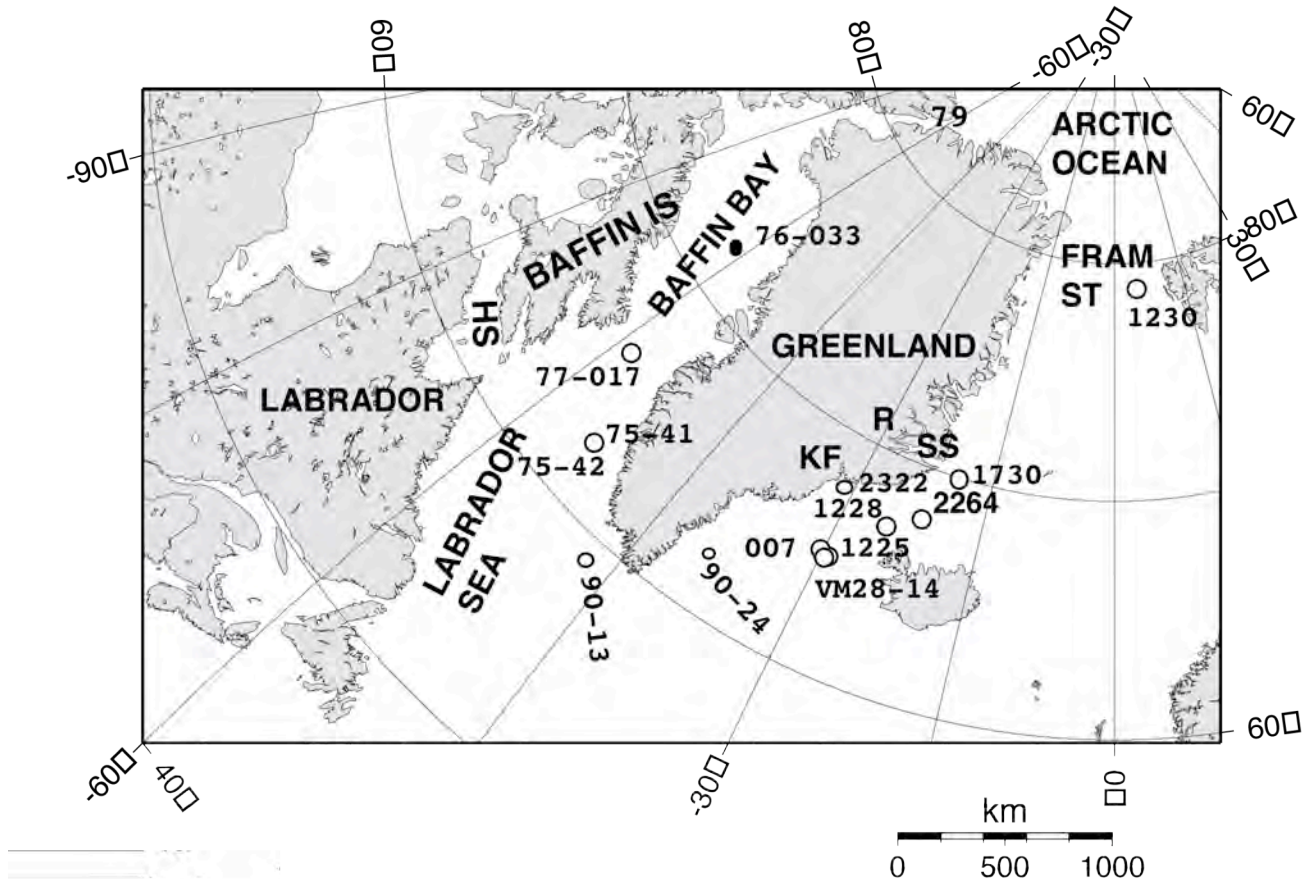 60□
80□
-60□
-30□
60□
-90□
79
ARCTIC
OCEAN
BAFFIN IS
BAFFIN BAY
76-033
80□
30□
FRAM
ST
1230
SH
GREENLAND
77-017
LABRADOR
75-41
75-42
R
SS
KF
2322
1730
1228
2264
LABRADOR
SEA
007
1225
VM28-14
90-13
90-24
60□
-60□
40□
-30□
0□
km
0 500 1000